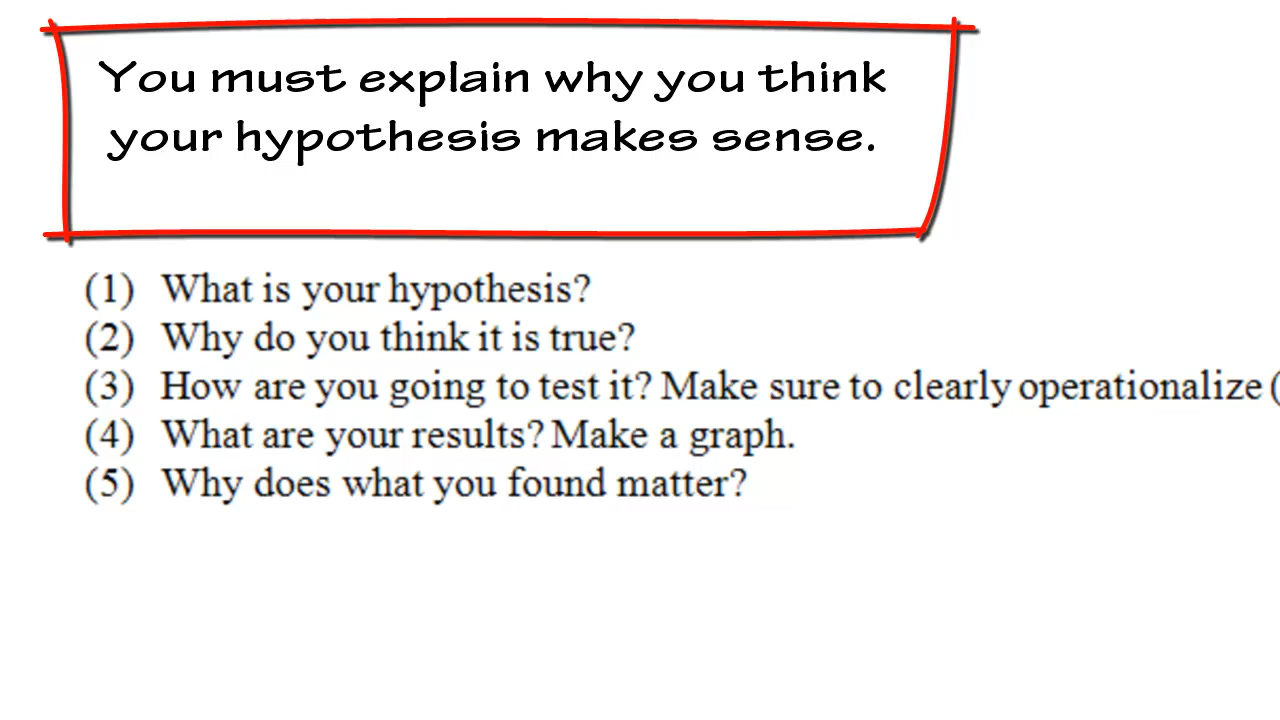 You must explain why you think
your hypothesis makes sense.
(1) What is your hypothesis?
(2) Why do you think it is true?
(3) How are you going to test it? Make sure to clearly operationalize (
(4) What are your results? Make a graph.
(5) Why does what you found matter?